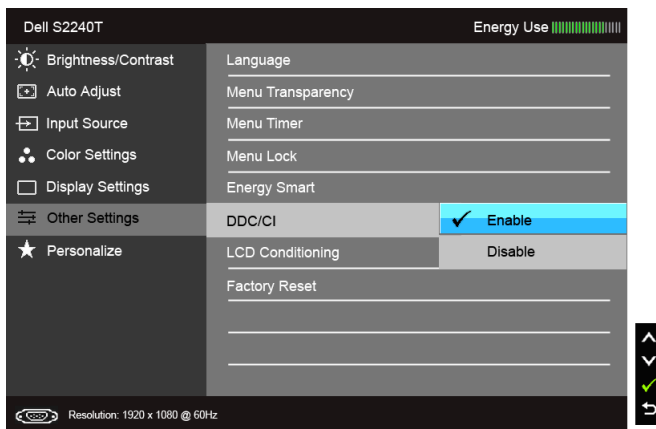 Dell S2240T Energy Use
Brightness/Contrast Language
Auto Adjust Menu Transparency
Input Source Menu Timer
Color Settings Menu Lock
Display Settings Energy Smart
Other Settings DDC/CI Enable
Personalize LCD Conditioning Disable
Factory Reset
Resolution: 1920 x 1080 @ 60Hz